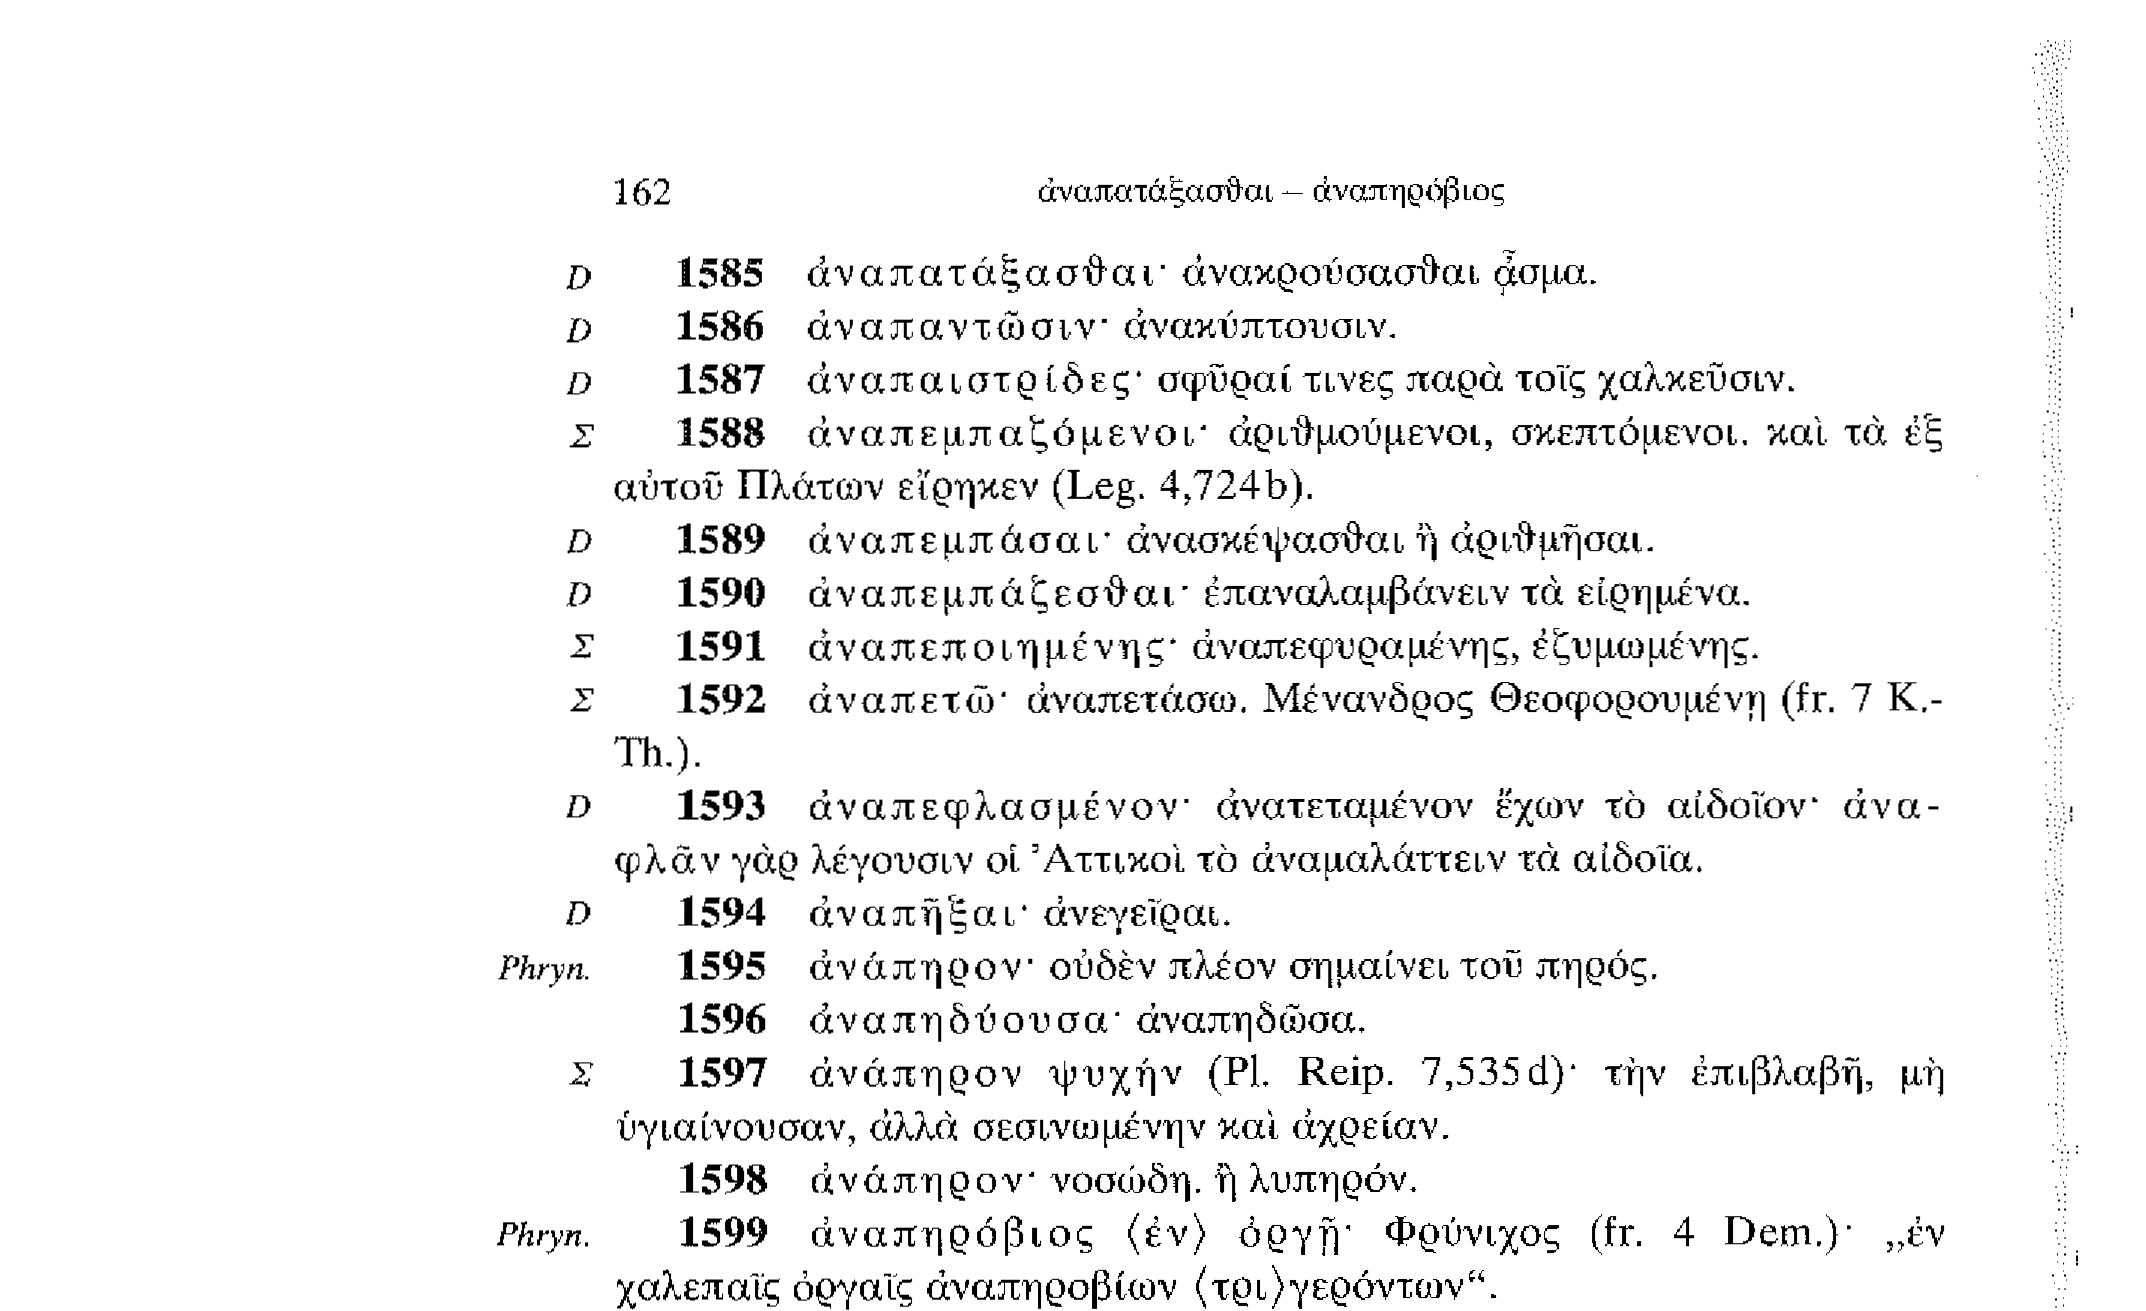 162 ἀναπατάξασθαι – ἀναπηρόβιος
D 1585 ἀναπατάξασθαι· ἀνακρούσασθαι ᾆσμα.
D 1586 ἀναπαντῶσιν· ἀνακύπτουσιν.
D 1587 ἀναπαιστρίδες· σφῦραί τινες παρὰ τοῖς χαλκεῦσιν.
Σ 1588 ἀναπεμπαζόμενοι· ἀριθμούμενοι, σκεπτόμενοι. καὶ τὰ ἐξ
αὐτοῦ Πλάτων εἴρηκεν (Leg. 4,724b).
D 1589 ἀναπεμπάσαι· ἀνασκέψασθαι ἢ ἀριθμῆσαι.
D 1590 ἀναπεμπάζεσθαι· ἐπαναλαμβάνειν τὰ εἰρημένα.
Σ 1591 ἀναπεποιημένης· ἀναπεφυραμένης, ἐζυμωμένης.
Σ 1592 ἀναπετῶ· ἀναπετάσω. Μένανδρος Θεοφορουμένῃ (fr. 7 K.-
Th.).
D 1593 ἀναπεφλασμένον· ἀνατεταμένον ἔχων τὸ αἰδοῖον· ἀνα-
φλᾶν γὰρ λέγουσιν οἱ Ἀττικοὶ τὸ ἀναμαλάττειν τὰ αἰδοῖα.
D 1594 ἀναπῆξαι· ἀνεγεῖραι.
Phryn. 1595 ἀνάπηρον· οὐδὲν πλέον σημαίνει τοῦ πηρός.
1596 ἀναπηδύουσα· ἀναπηδῶσα.
Σ 1597 ἀνάπηρον ψυχήν (Pl. Reip. 7,535d)· τὴν ἐπιβλαβῆ, μὴ
ὑγιαίνουσαν, ἀλλὰ σεσινωμένην καὶ ἀχρείαν.
1598 ἀνάπηρον· νοσώδη. ἢ λυπηρόν.
Phryn. 1599 ἀναπηρόβιος ⟨ἐν⟩ ὀργῇ· Φρύνιχος (fr. 4 Dem.)· „ἐν
χαλεπαῖς ὀργαῖς ἀναπηροβίων ⟨τρι⟩γερόντων“.